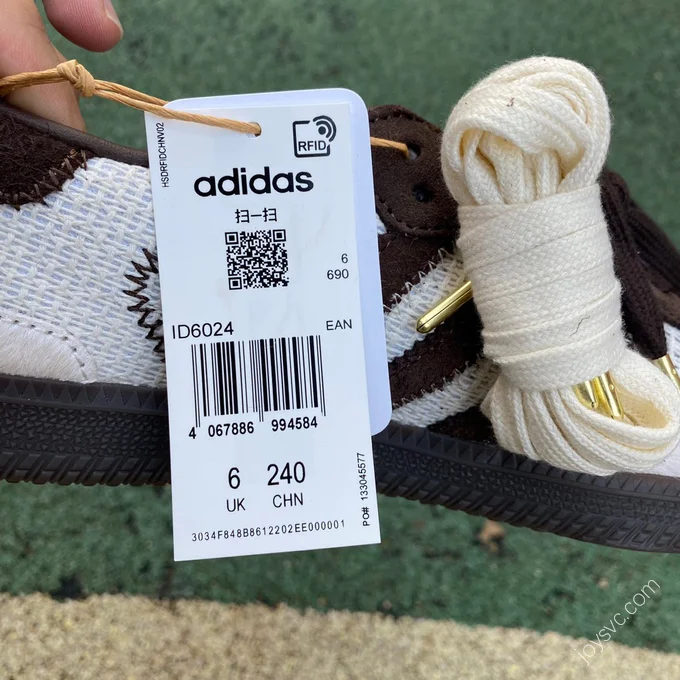 HSDRFIDCHNV02
RFID
adidas
扫一扫
6
690
ID6024
EAN
4 067886 994584
6 240
UK CHN
PO# 133045577
3034F848B8612202EE000001
joysvc.com